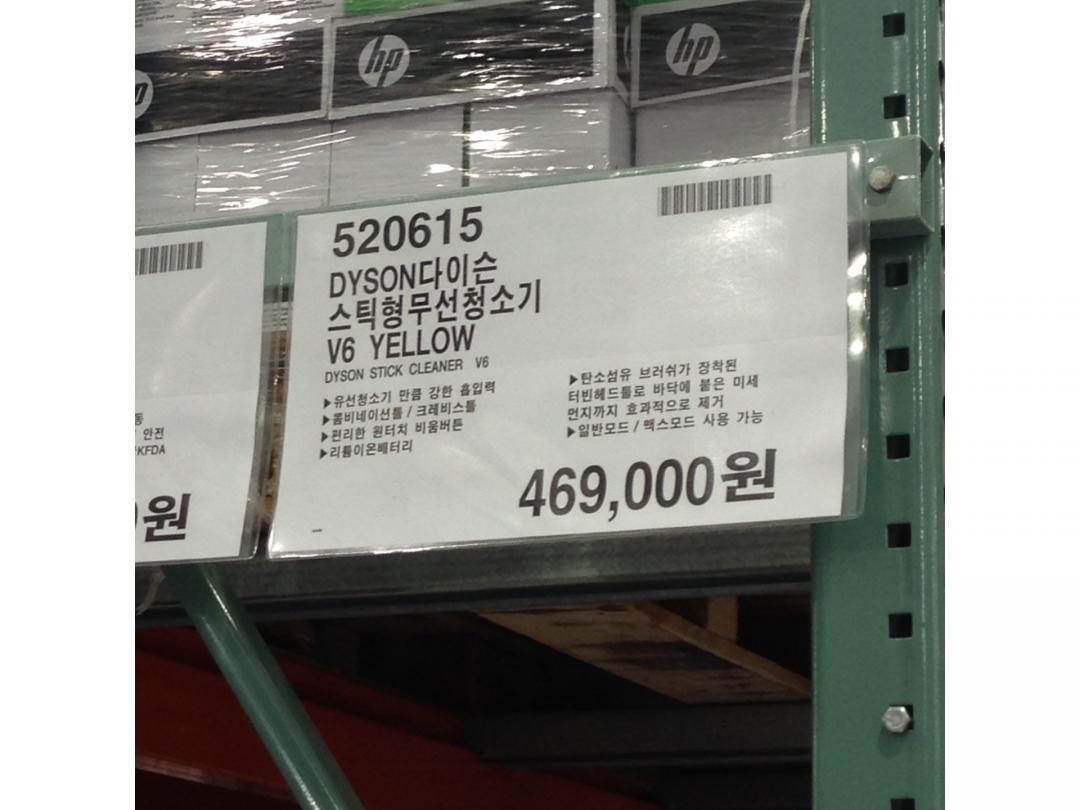 hp
hp
520615
DYSON다이슨
스틱형무선청소기
V6 YELLOW
DYSON STICK CLEANER V6
▶유선청소기 만큼 강한 흡입력
▶콤비네이션툴 / 크레비스툴
▶편리한 원터치 비움버튼
▶리튬이온배터리
▶탄소섬유 브러쉬가 장착된
터빈헤드툴로 바닥에 붙은 미세
먼지까지 효과적으로 제거
▶일반모드 / 맥스모드 사용 가능
469,000원
안전
KFDA
원